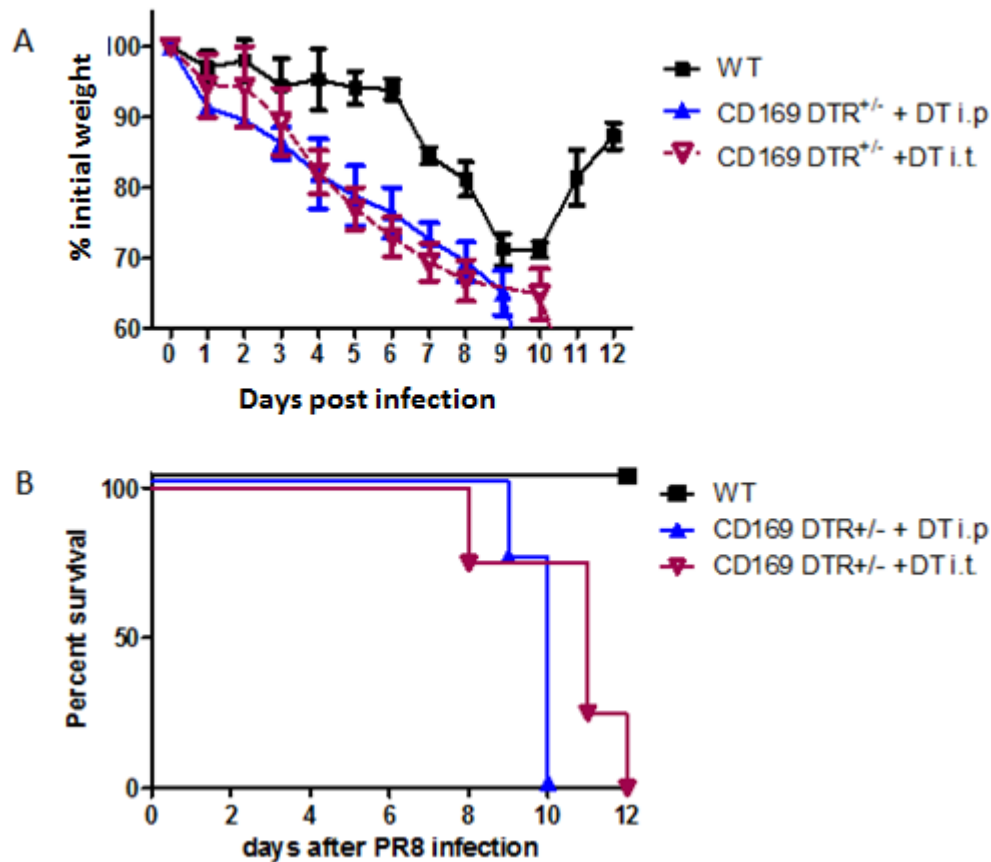 A
% initial weight
100
90
80
70
60
0 1 2 3 4 5 6 7 8 9 10 11 12
Days post infection
WT
CD169 DTR+/- + DT i.p
CD169 DTR+/- +DT i.t.
B
Percent survival
100
50
0
0 2 4 6 8 10 12
days after PR8 infection
WT
CD169 DTR+/- + DT i.p
CD169 DTR+/- +DT i.t.